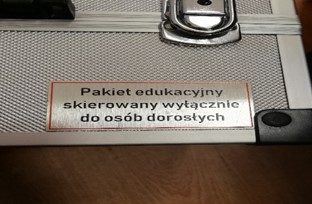 Pakiet edukacyjny
skierowany wyłącznie
do osób dorosłych